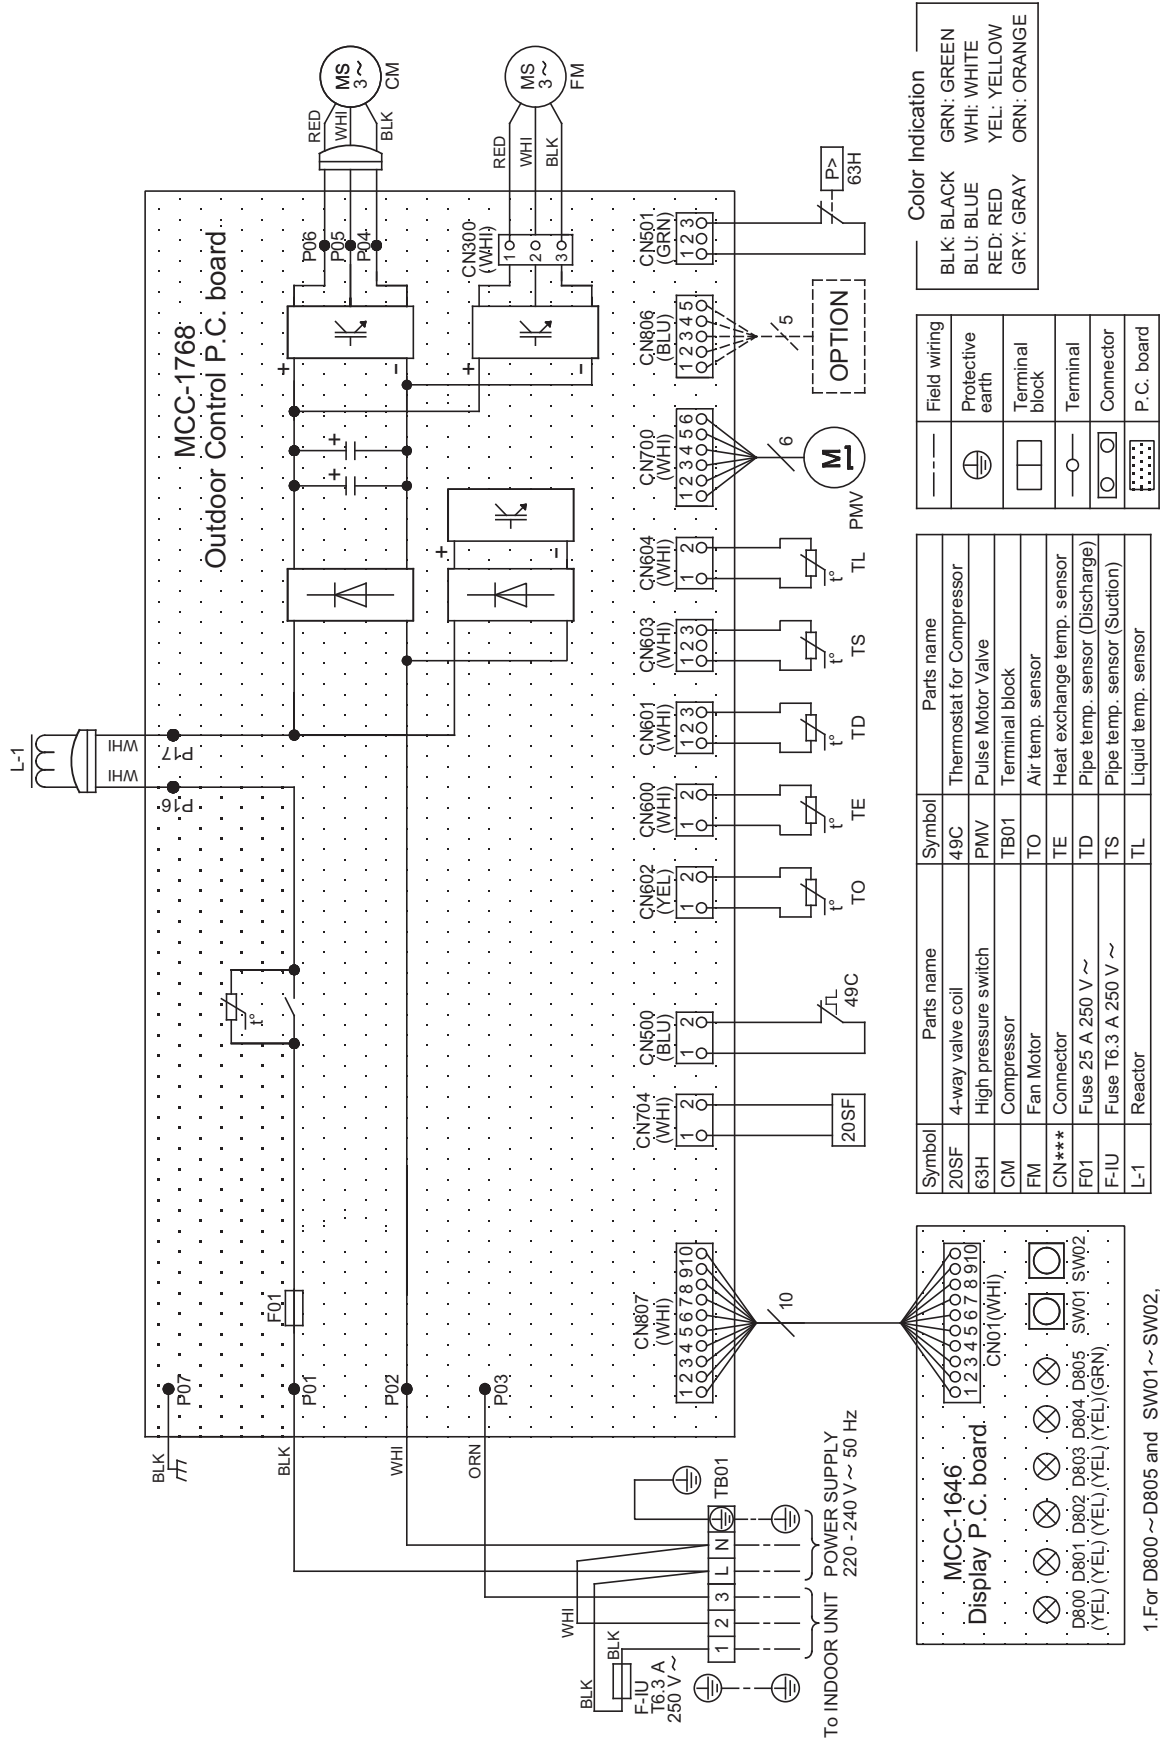 MCC-1768
Outdoor Control P.C. board
L-1
WHI
WHI
P16
P17
P06
P05
P04
RED
WHI
BLK
MS
3～
CM
CN300
(WHI)
1
2
3
RED
WHI
BLK
MS
3～
FM
+
-
+
-
+
-
+
+
t°
F01
P07
P01
P02
P03
BLK
BLK
WHI
ORN
CN807
(WHI)
1 2 3 4 5 6 7 8 9 10
10
CN704
(WHI)
1 2
20SF
CN500
(BLU)
1 2
49C
CN602
(YEL)
1 2
t°
TO
CN600
(WHI)
1 2
t°
TE
CN601
(WHI)
1 2 3
t°
TD
CN603
(WHI)
1 2 3
t°
TS
CN604
(WHI)
1 2
t°
TL
CN700
(WHI)
1 2 3 4 5 6
6
M
PMV
CN806
(BLU)
1 2 3 4 5
5
OPTION
CN501
(GRN)
1 2 3
P>
63H
BLK
BLK
F-IU
T6.3 A
250 V ～
WHI
1 2 3 L N
TB01
To INDOOR UNIT
POWER SUPPLY
220 - 240 V ～ 50 Hz
MCC-1646
Display P.C. board
1 2 3 4 5 6 7 8 9 10
CN01(WHI)
D800 D801 D802 D803 D804 D805 SW01 SW02
(YEL) (YEL) (YEL) (YEL) (YEL) (GRN)
1.For D800 ～ D805 and SW01 ～ SW02,
Symbol Parts name Symbol Parts name
20SF 4-way valve coil 49C Thermostat for Compressor
63H High pressure switch PMV Pulse Motor Valve
CM Compressor TB01 Terminal block
FM Fan Motor TO Air temp. sensor
CN*** Connector TE Heat exchange temp. sensor
F01 Fuse 25 A 250 V ～ TD Pipe temp. sensor (Discharge)
F-IU Fuse T6.3 A 250 V ～ TS Pipe temp. sensor (Suction)
L-1 Reactor TL Liquid temp. sensor
Field wiring
Protective
earth
Terminal
block
Terminal
Connector
P.C. board
Color Indication
BLK: BLACK GRN: GREEN
BLU: BLUE WHI: WHITE
RED: RED YEL: YELLOW
GRY: GRAY ORN: ORANGE